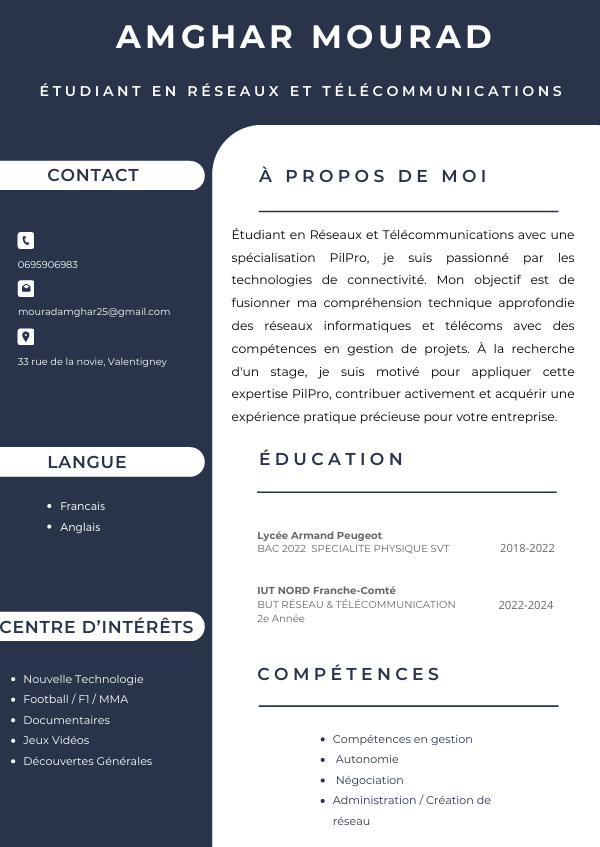 AMGHAR MOURAD
ÉTUDIANT EN RÉSEAUX ET TÉLÉCOMMUNICATIONS
CONTACT
0695906983
mouradamghar25@gmail.com
33 rue de la novie, Valentigney
LANGUE
• Francais
• Anglais
CENTRE D’INTÉRÊTS
• Nouvelle Technologie
• Football / F1 / MMA
• Documentaires
• Jeux Vidéos
• Découvertes Générales
À PROPOS DE MOI
Étudiant en Réseaux et Télécommunications avec une
spécialisation PilPro, je suis passionné par les
technologies de connectivité. Mon objectif est de
fusionner ma compréhension technique approfondie
des réseaux informatiques et télécoms avec des
compétences en gestion de projets. À la recherche
d'un stage, je suis motivé pour appliquer cette
expertise PilPro, contribuer activement et acquérir une
expérience pratique précieuse pour votre entreprise.
ÉDUCATION
Lycée Armand Peugeot
BAC 2022 SPECIALITE PHYSIQUE SVT 2018-2022
IUT NORD Franche-Comté
BUT RÉSEAU & TÉLÉCOMMUNICATION 2022-2024
2e Année
COMPÉTENCES
• Compétences en gestion
• Autonomie
• Négociation
• Administration / Création de
réseau